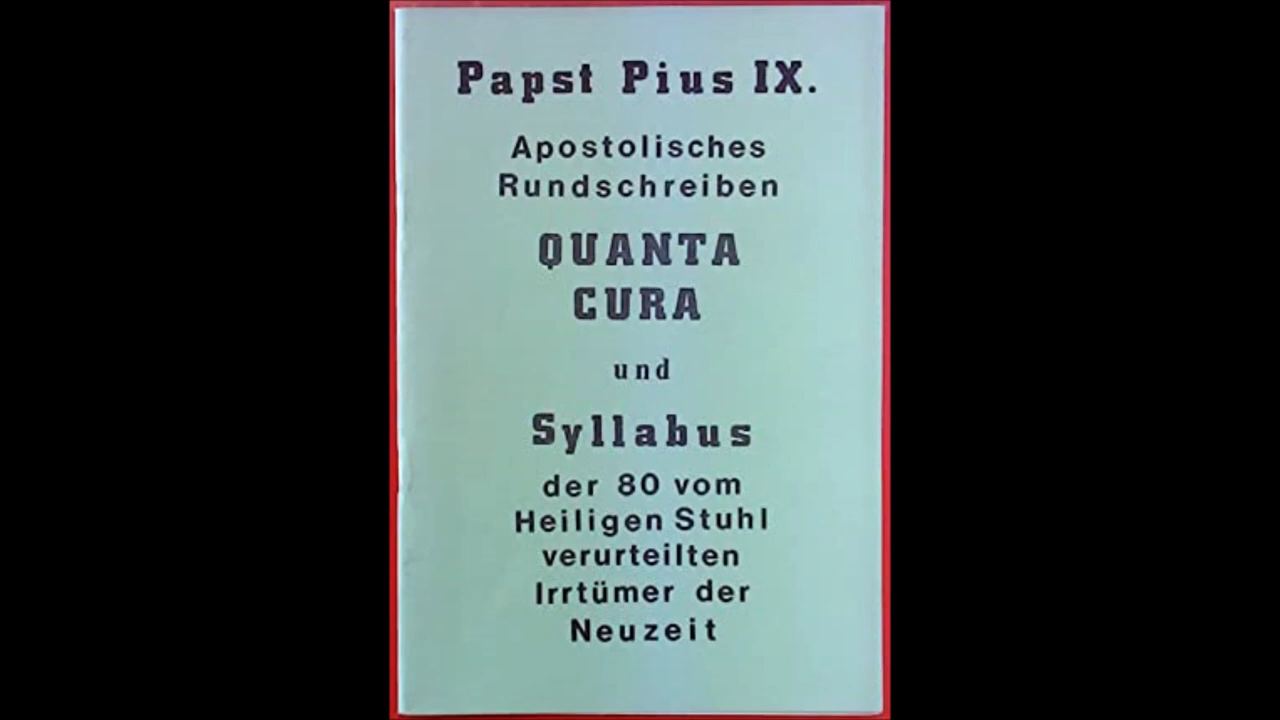 Papst Pius IX.
Apostolisches
Rundschreiben
QUANTA
CURA
und
Syllabus
der 80 vom
Heiligen Stuhl
verurteilten
Irrtümer der
Neuzeit